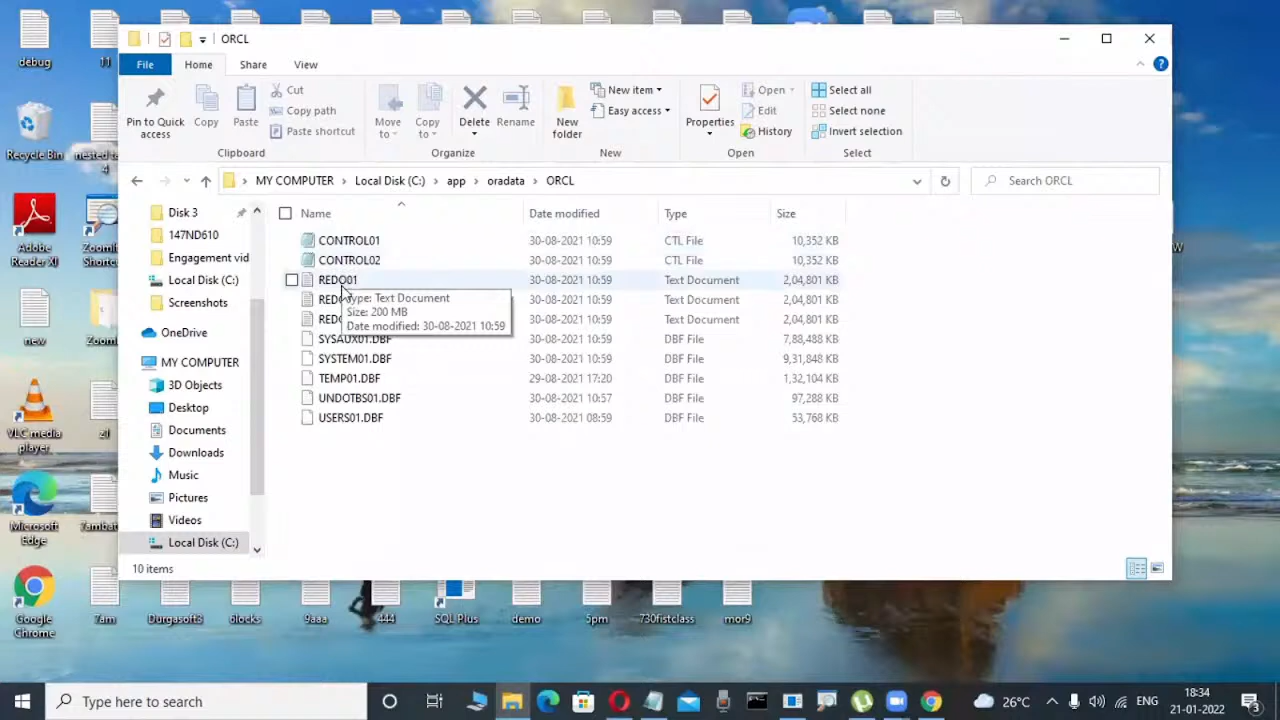 ORCL
File Home Share View
Pin to Quick access
Copy
Paste
Cut
Copy path
Paste shortcut
Clipboard
Move to
Copy to
Delete
Rename
Organize
New folder
New item
Easy access
New
Properties
Open
Edit
History
Open
Select all
Select none
Invert selection
Select
MY COMPUTER > Local Disk (C:) > app > oradata > ORCL
Search ORCL
Name Date modified Type Size
CONTROL01 30-08-2021 10:59 CTL File 10,352 KB
CONTROL02 30-08-2021 10:59 CTL File 10,352 KB
REDO01 30-08-2021 10:59 Text Document 2,04,801 KB
30-08-2021 10:59 Text Document 2,04,801 KB
30-08-2021 10:59 Text Document 2,04,801 KB
SYSAUX01.DBF 30-08-2021 10:59 DBF File 7,88,488 KB
SYSTEM01.DBF 30-08-2021 10:59 DBF File 9,31,848 KB
TEMP01.DBF 29-08-2021 17:20 DBF File 1,32,104 KB
UNDOTBS01.DBF 30-08-2021 10:57 DBF File 97,288 KB
USERS01.DBF 30-08-2021 08:59 DBF File 53,768 KB
Type: Text Document
Size: 200 MB
Date modified: 30-08-2021 10:59
Disk 3
147ND610
Engagement vid
Local Disk (C:)
Screenshots
OneDrive
MY COMPUTER
3D Objects
Desktop
Documents
Downloads
Music
Pictures
Videos
Local Disk (C:)
10 items
debug
11
Recycle Bin
Adobe Reader XI
new
VLC media player
z1
Microsoft Edge
Google Chrome
7am
Durgasoft3
blocks
9aaa
444
SQL Plus
demo
5pm
730fistclass
mor9
Type here to search
26°C
ENG
18:34
21-01-2022
3